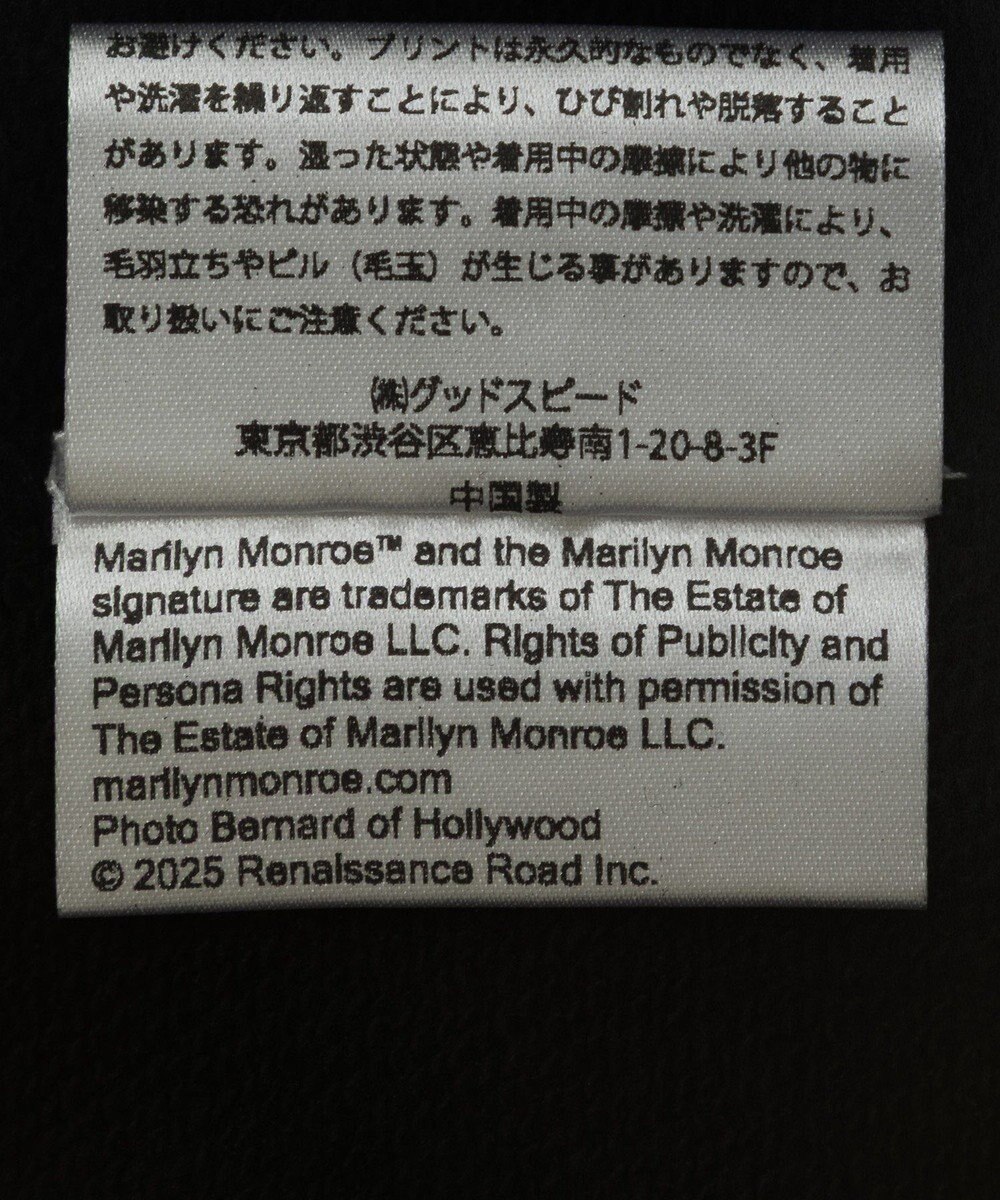 お避けください。プリントは永久的なものでなく、着用
や洗濯を繰り返すことにより、ひび割れや脱落すること
があります。湿った状態や着用中の摩擦により他の物に
移染する恐れがあります。着用中の摩擦や洗濯により、
毛羽立ちやピル（毛玉）が生じる事がありますので、お
取り扱いにご注意ください。
㈱グッドスピード
東京都渋谷区恵比寿南1-20-8-3F
中国製
Marilyn Monroe™ and the Marilyn Monroe
signature are trademarks of The Estate of
Marilyn Monroe LLC. Rights of Publicity and
Persona Rights are used with permission of
The Estate of Marilyn Monroe LLC.
marilynmonroe.com
Photo Bernard of Hollywood
© 2025 Renaissance Road Inc.